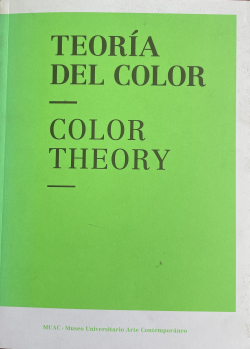 TEORÍA
DEL COLOR
COLOR
THEORY
MUAC · Museo Universitario Arte Contemporáneo